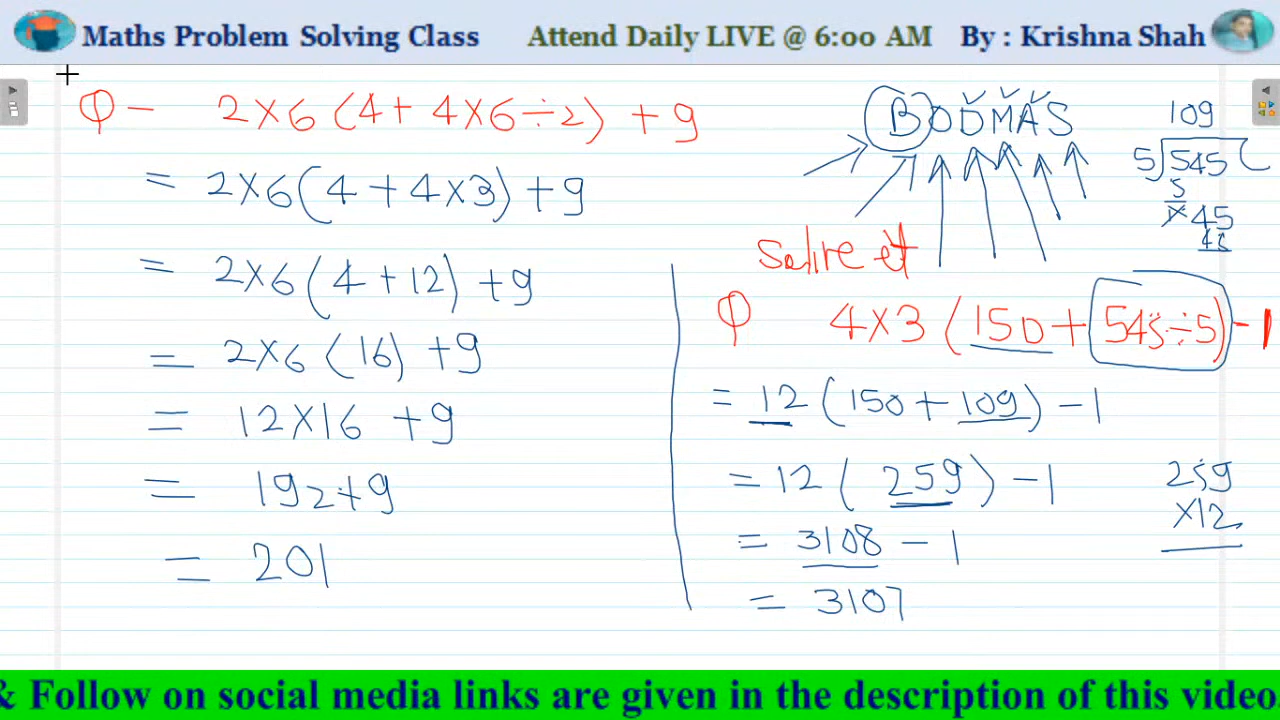 Maths Problem Solving Class Attend Daily LIVE @ 6:00 AM By : Krishna Shah
Q - 2×6 (4+ 4×6÷2) + 9
= 2×6(4 + 4×3) + 9
= 2×6 (4 +12) +9
= 2×6 (16) +9
= 12×16 +9
= 192+9
= 201
BODMAS
109
5)545(
5
×45
45
Solve it
Q 4×3 (150 + 545÷5) - 1
= 12 (150 + 109) - 1
= 12 ( 259 ) - 1
= 3108 - 1
= 3107
259
×12
& Follow on social media links are given in the description of this video.